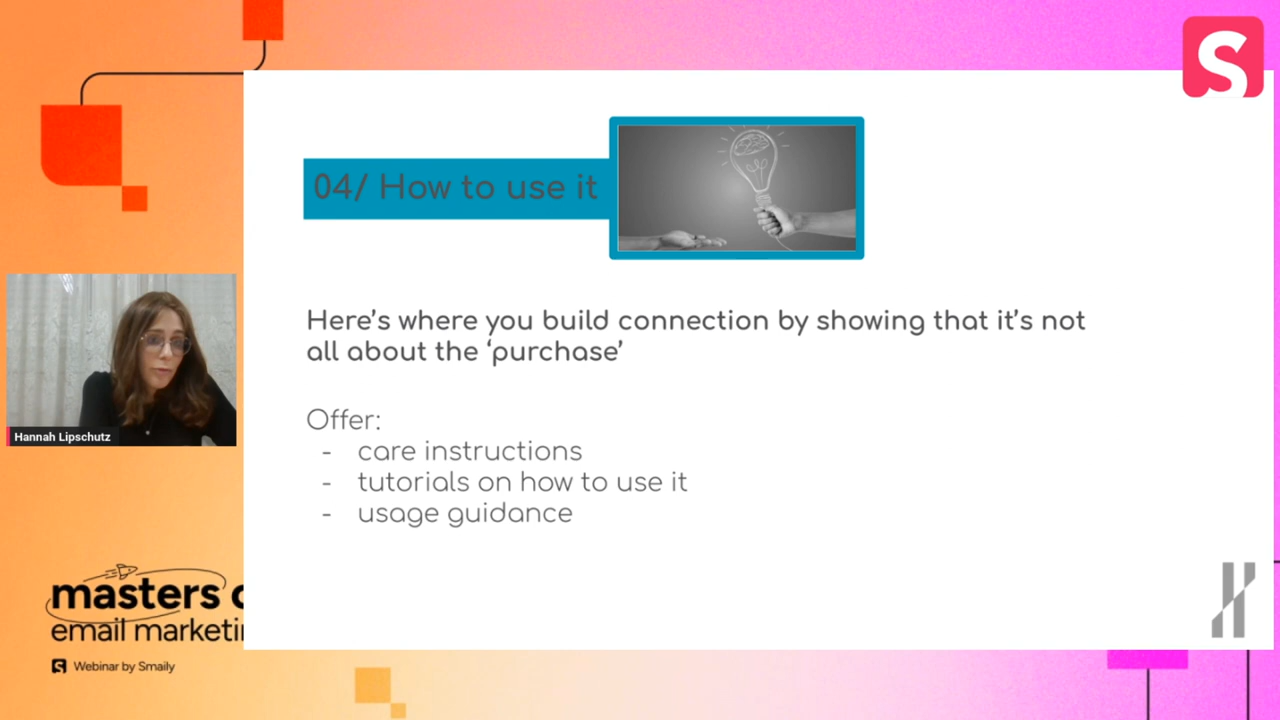 04/ How to use it
Here's where you build connection by showing that it's not
all about the ‘purchase’
Offer:
- care instructions
- tutorials on how to use it
- usage guidance
Hannah Lipschutz
masters
email
Webinar by Smaily